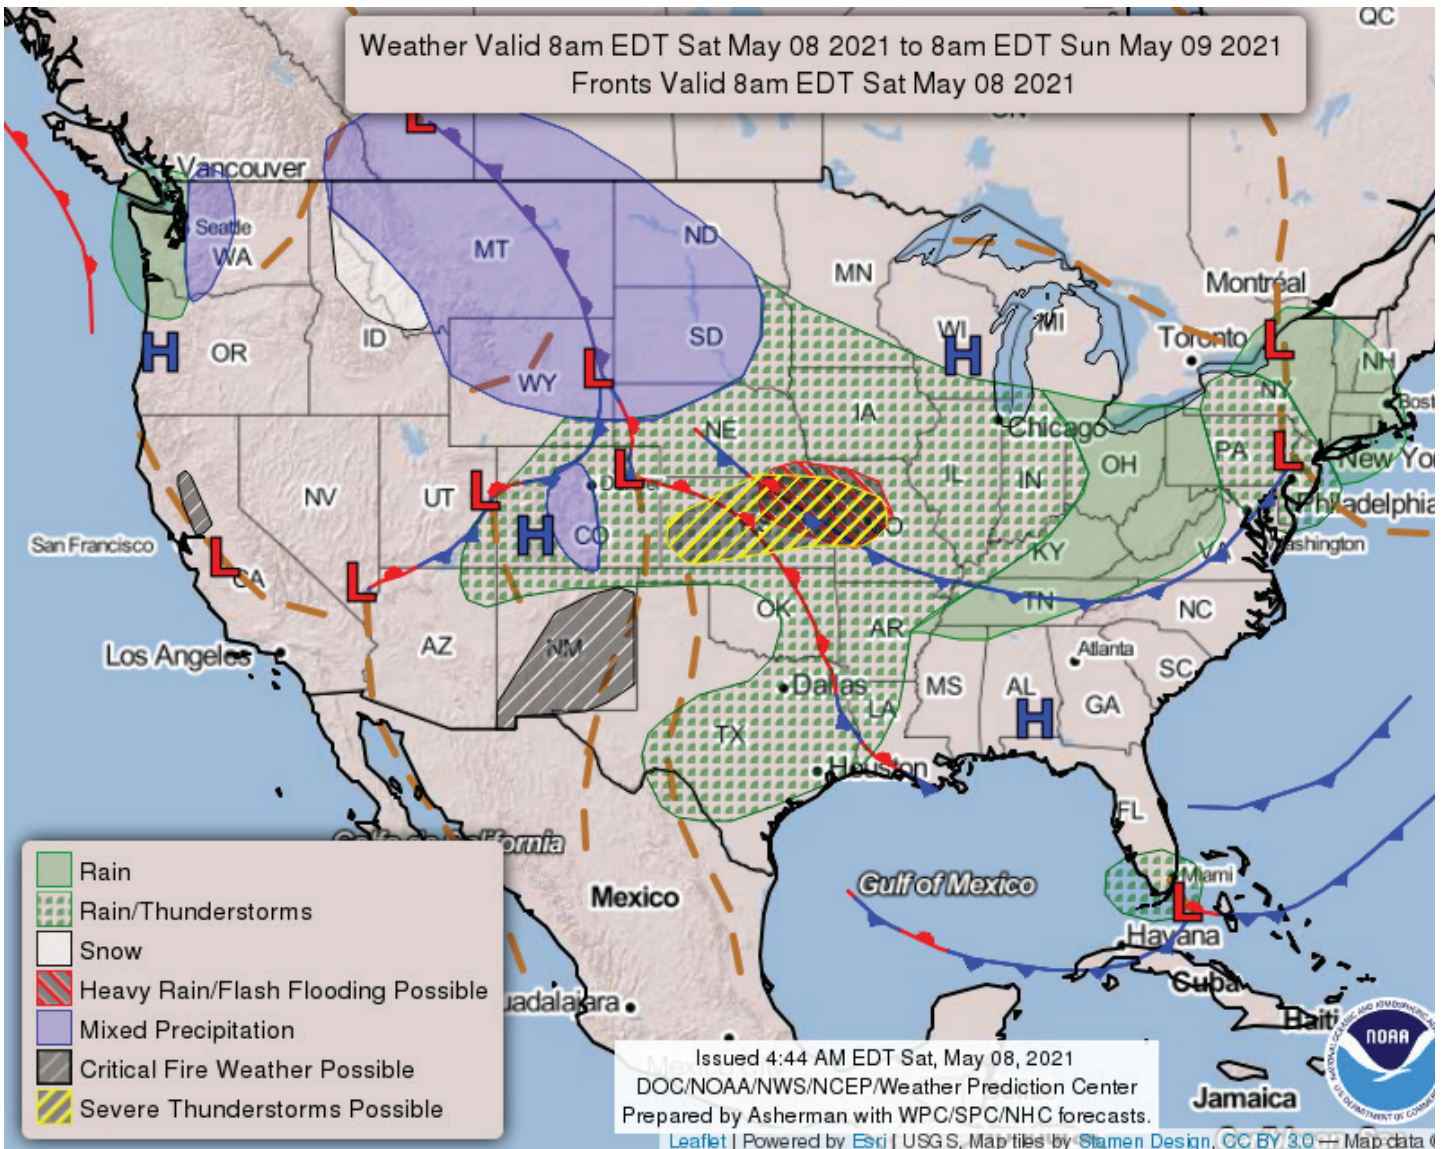 Weather Valid 8am EDT Sat May 08 2021 to 8am EDT Sun May 09 2021
Fronts Valid 8am EDT Sat May 08 2021
QC
L
Vancouver
Seattle
WA
MT
ND
MN
Montréal
H
OR
ID
WY
L
SD
WI
H
MI
Toronto
L
NH
NY
Bost
NE
IA
Chicago
NV
UT
L
L
H
CO
IL
IN
OH
PA
L
New Yor
Philadelphia
San Francisco
L
CA
L
KY
VA
Washington
TN
NC
Los Angeles
AZ
NM
OK
AR
Atlanta
SC
Dallas
MS
AL
GA
LA
H
TX
Houston
FL
Miami
L
Gulf of Mexico
Mexico
Havana
Cuba
Haiti
Jamaica
uadalajara
Rain
Rain/Thunderstorms
Snow
Heavy Rain/Flash Flooding Possible
Mixed Precipitation
Critical Fire Weather Possible
Severe Thunderstorms Possible
Issued 4:44 AM EDT Sat, May 08, 2021
DOC/NOAA/NWS/NCEP/Weather Prediction Center
Prepared by Asherman with WPC/SPC/NHC forecasts.
Leaflet | Powered by Esri | USGS, Map tiles by Stamen Design, CC BY 3.0 — Map data ©
NOAA